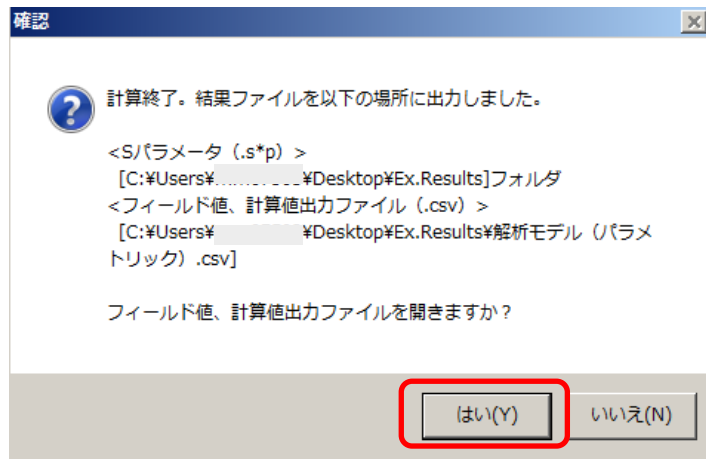 確認
計算終了。結果ファイルを以下の場所に出力しました。
<Sパラメータ（.s*p）>
[C:¥Users¥ ¥Desktop¥Ex.Results]フォルダ
<フィールド値、計算値出力ファイル（.csv）>
[C:¥Users¥ ¥Desktop¥Ex.Results¥解析モデル（パラメ
トリック）.csv]
フィールド値、計算値出力ファイルを開きますか？
はい(Y) いいえ(N)